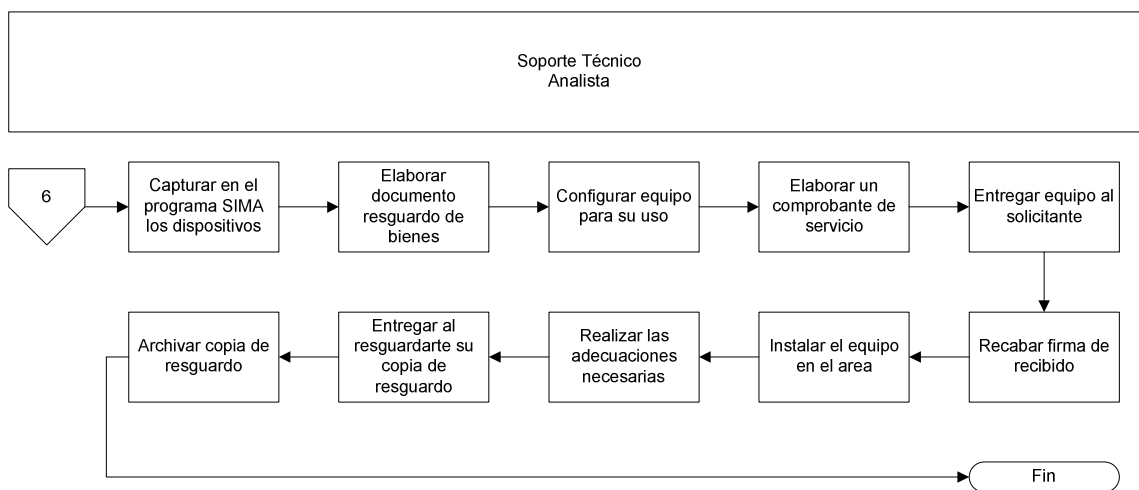 Soporte Técnico
Analista
6
Capturar en el
programa SIMA
los dispositivos
Elaborar
documento
resguardo de
bienes
Configurar equipo
para su uso
Elaborar un
comprobante de
servicio
Entregar equipo al
solicitante
Recabar firma de
recibido
Instalar el equipo
en el area
Realizar las
adecuaciones
necesarias
Entregar al
resguardarte su
copia de
resguardo
Archivar copia de
resguardo
Fin